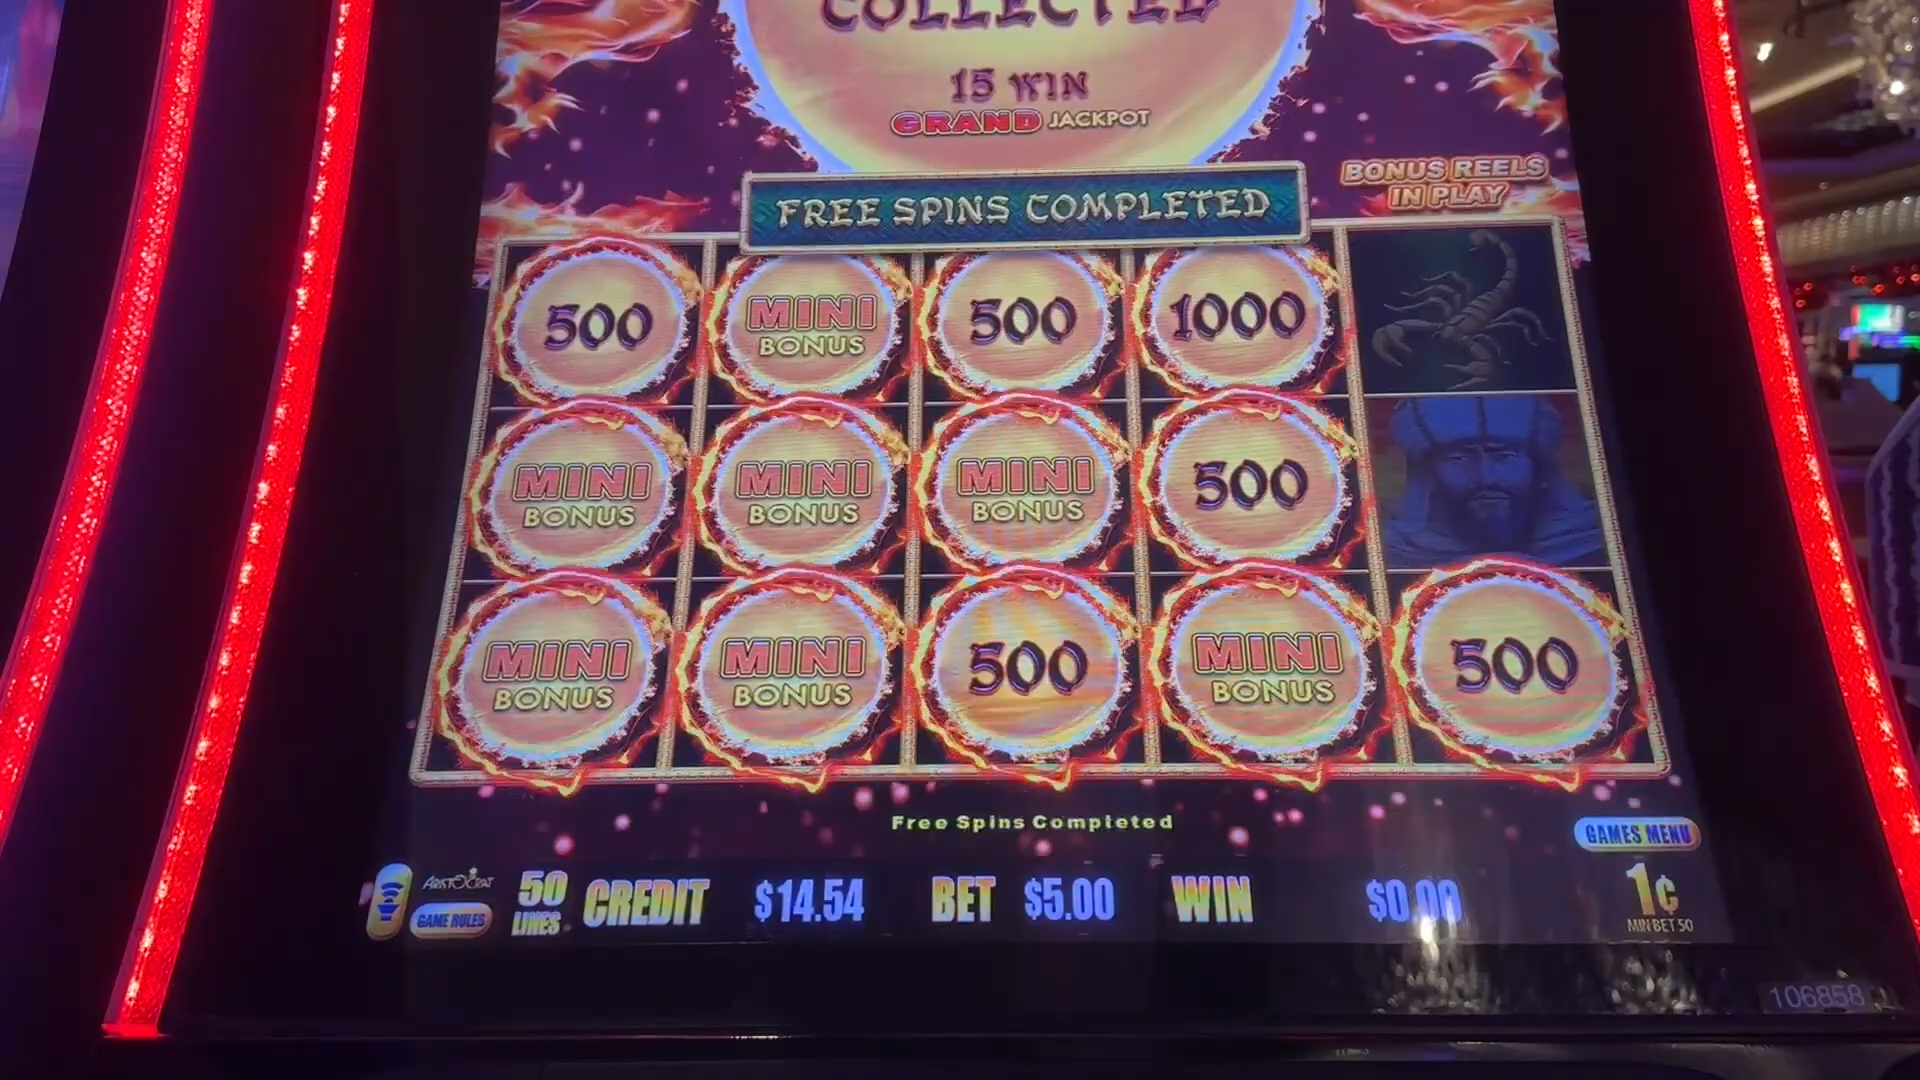 COLLECTED
15 WIN
GRAND JACKPOT
BONUS REELS
IN PLAY
FREE SPINS COMPLETED
500
MINI
BONUS
500
1000
MINI
BONUS
MINI
BONUS
MINI
BONUS
500
MINI
BONUS
MINI
BONUS
500
MINI
BONUS
500
Free Spins Completed
GAMES MENU
ARISTOCRAT
GAME RULES
50
LINES
CREDIT $14.54
BET $5.00
WIN $0.00
1¢
MIN BET 50
106858